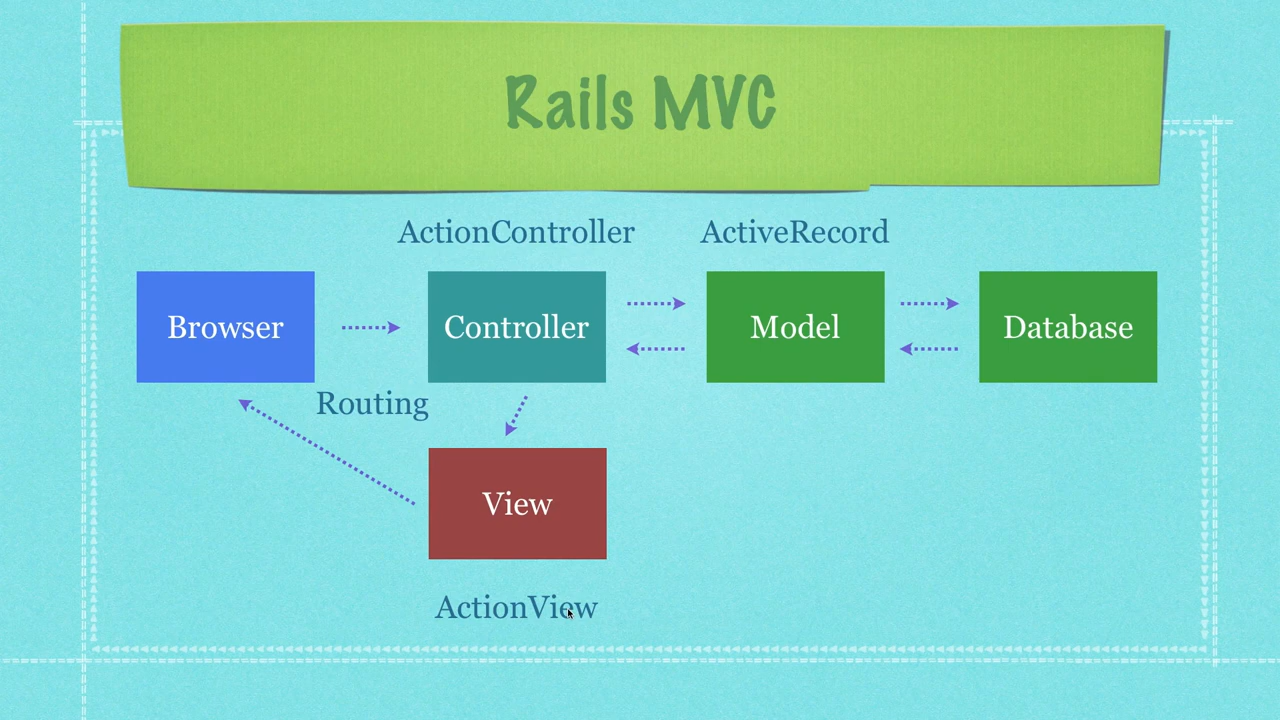 Rails MVC
ActionController
ActiveRecord
Browser
Controller
Model
Database
Routing
View
ActionView